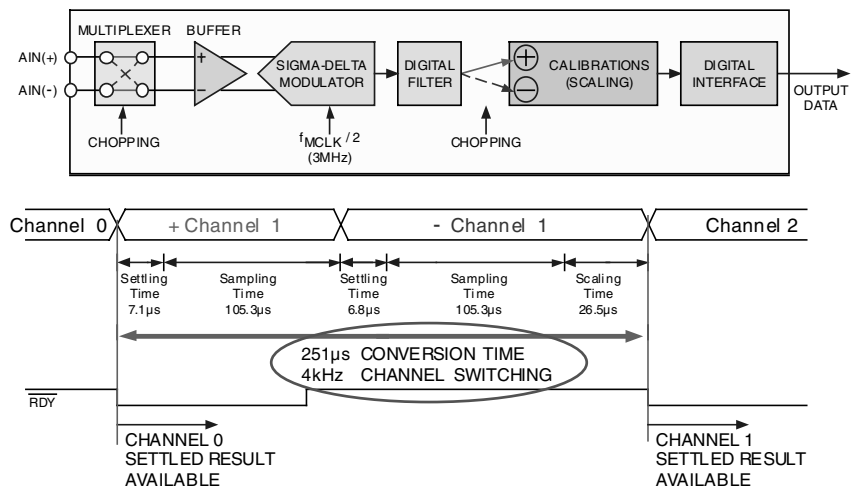 MULTIPLEXER BUFFER
AIN(+)
AIN(-)
+
−
SIGMA-DELTA
MODULATOR
DIGITAL
FILTER
+
−
CALIBRATIONS
(SCALING)
DIGITAL
INTERFACE
OUTPUT
DATA
CHOPPING
fMCLK /2
(3MHz)
CHOPPING
Channel 0
+ Channel 1
- Channel 1
Channel 2
Settling
Time
7.1µs
Sampling
Time
105.3µs
Settling
Time
6.8µs
Sampling
Time
105.3µs
Scaling
Time
26.5µs
251µs CONVERSION TIME
4kHz CHANNEL SWITCHING
RDY
CHANNEL 0
SETTLED RESULT
AVAILABLE
CHANNEL 1
SETTLED RESULT
AVAILABLE